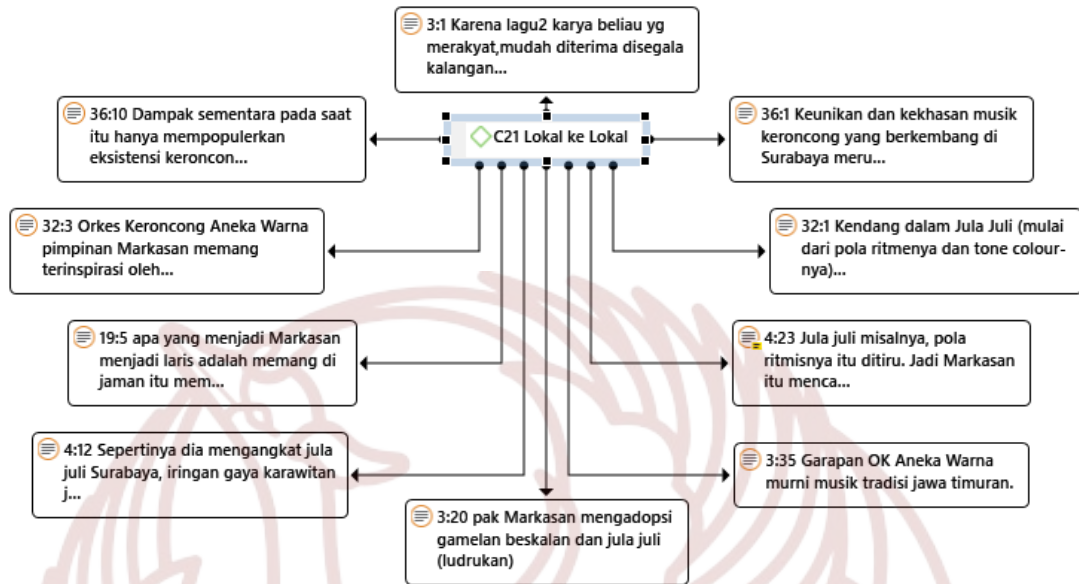 3:1 Karena lagu2 karya beliau yg
merakyat,mudah diterima disegala
kalangan...
36:10 Dampak sementara pada saat
itu hanya mempopulerkan
eksistensi keroncon...
C21 Lokal ke Lokal
36:1 Keunikan dan kekhasan musik
keroncong yang berkembang di
Surabaya meru...
32:3 Orkes Keroncong Aneka Warna
pimpinan Markasan memang
terinspirasi oleh...
32:1 Kendang dalam Jula Juli (mulai
dari pola ritmenya dan tone colour-
nya)...
19:5 apa yang menjadi Markasan
menjadi laris adalah memang di
jaman itu mem...
4:23 Jula juli misalnya, pola
ritmisnya itu ditiru. Jadi Markasan
itu menca...
4:12 Sepertinya dia mengangkat jula
juli Surabaya, iringan gaya karawitan
j...
3:35 Garapan OK Aneka Warna
murni musik tradisi jawa timuran.
3:20 pak Markasan mengadopsi
gamelan beskalan dan jula juli
(ludrukan)